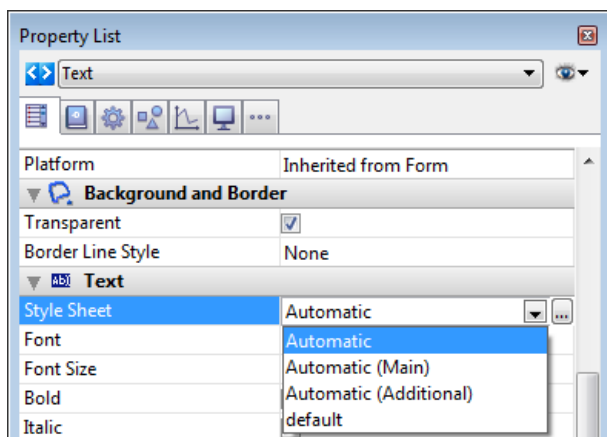 Property List
Text
Platform Inherited from Form
Background and Border
Transparent
Border Line Style None
Abl Text
Style Sheet Automatic
Font Automatic
Font Size Automatic (Main)
Bold Automatic (Additional)
Italic default